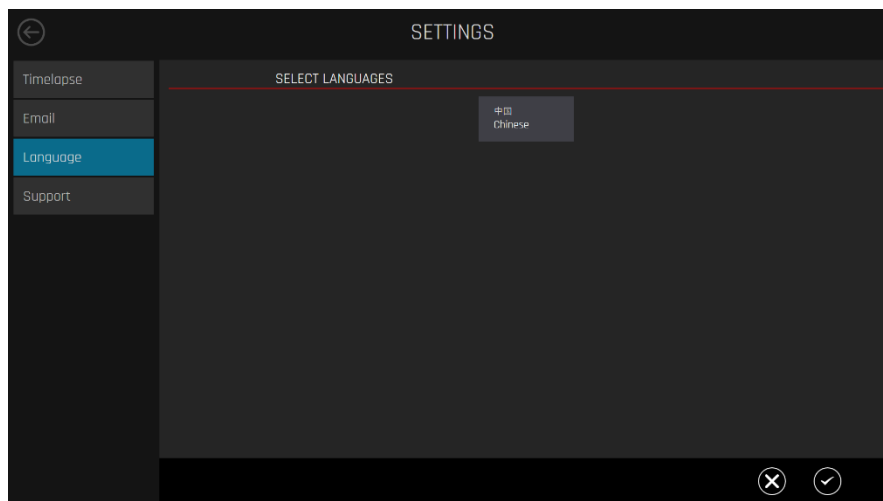 SETTINGS
Timelapse
Email
Language
Support
SELECT LANGUAGES
中国
Chinese